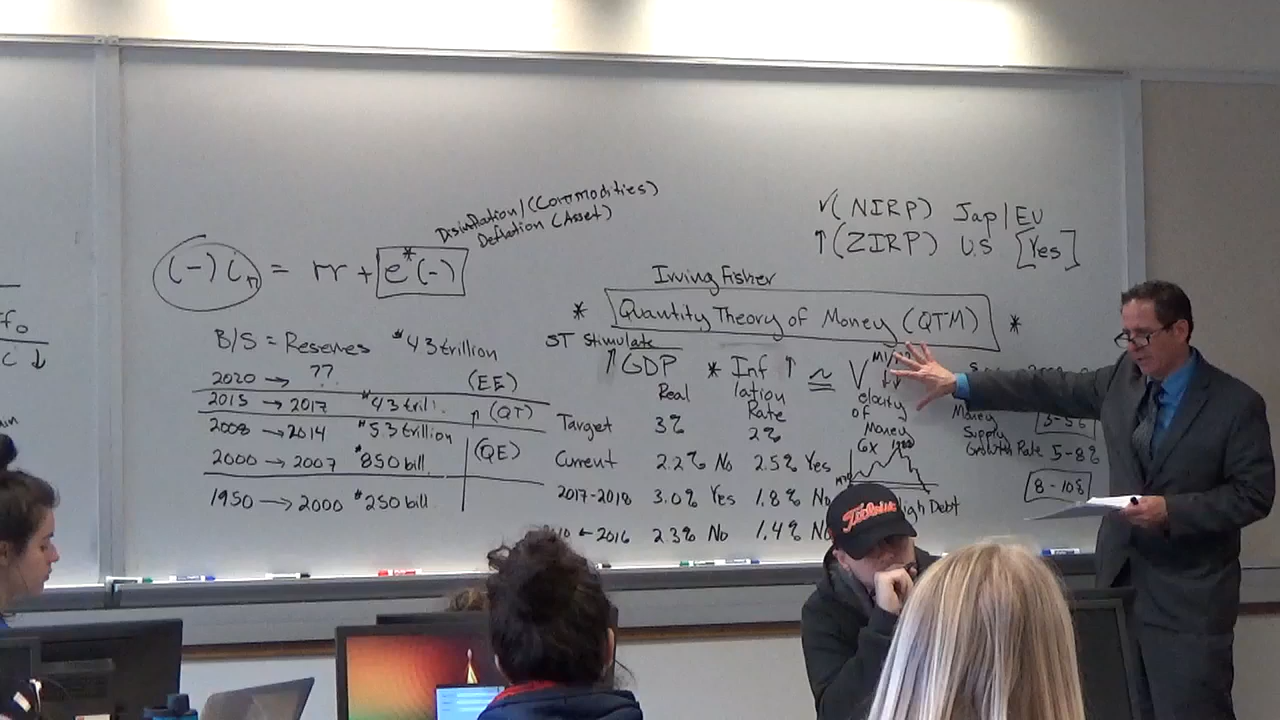 Disinflation/(Commodities)
Deflation (Asset)
(-) in = rr + e*(-)
✓(NIRP) Jap/EU
↑(ZIRP) U.S [Yes]
Irving Fisher
* Quantity Theory of Money (QTM) *
B/S = Reserves $4.3 trillion
2020 → ?? (EE)
2015 → 2017 $4.3 trill. ↑ (QT)
2008 → 2014 $5.3 trillion
2000 → 2007 $850 bill. (QE)
1950 → 2000 $250 bill
ST Stimulate
↑GDP * Inf ↑ ≅ V M1 ↓↓
Real lation elocity
Rate of
Money
Target 3% 2%
Current 2.2% No 2.5% Yes
2017-2018 3.0% Yes 1.8% No
← 2016 2.3% No 1.4% No
High Debt
Money
Supply
Growth Rate 5-8%
8-10%
c ↓